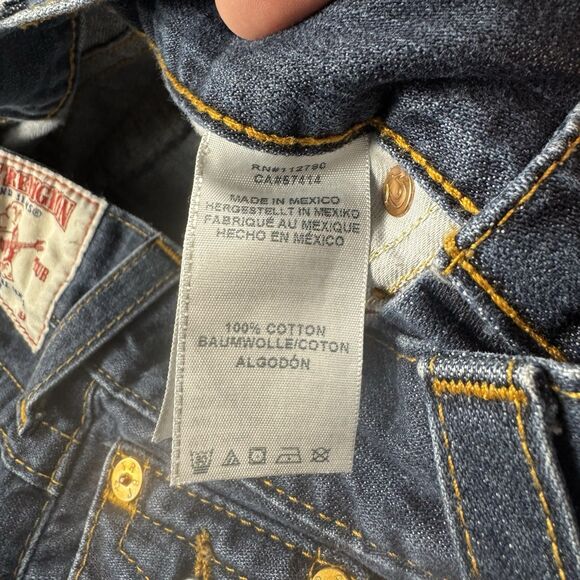 RN#112790
CA#57414
MADE IN MEXICO
HERGESTELLT IN MEXIKO
FABRIQUÉ AU MEXIQUE
HECHO EN MÉXICO
100% COTTON
BAUMWOLLE/COTON
ALGODÓN